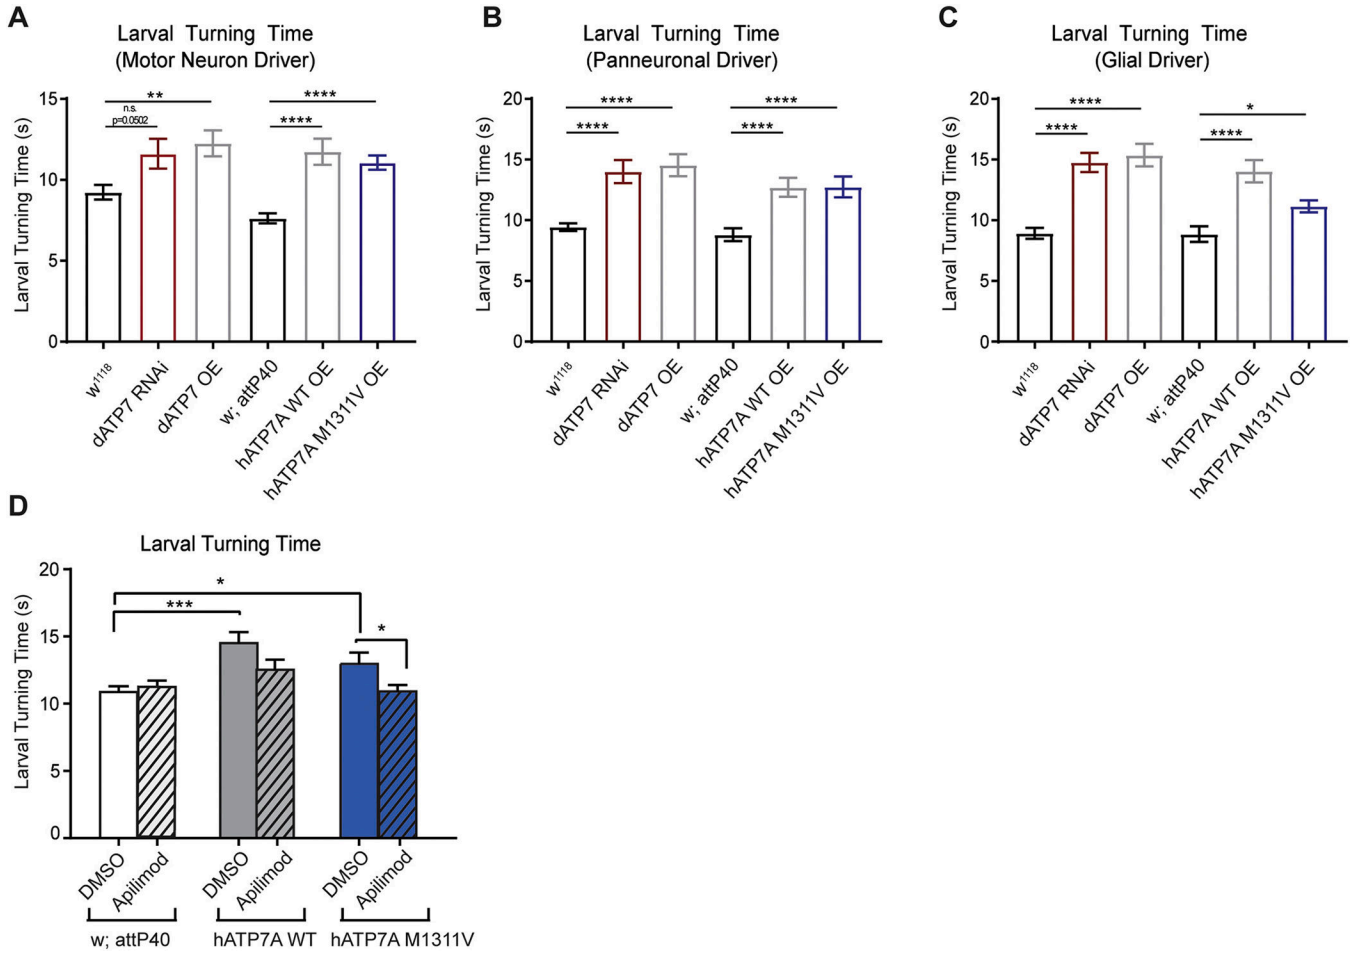 A
Larval Turning Time
(Motor Neuron Driver)
Larval Turning Time (s)
15
10
5
0
**
n.s.
p=0.0502
****
****
w1118
dATP7 RNAi
dATP7 OE
w; attP40
hATP7A WT OE
hATP7A M1311V OE
B
Larval Turning Time
(Panneuronal Driver)
Larval Turning Time (s)
20
15
10
5
0
****
****
****
****
w1118
dATP7 RNAi
dATP7 OE
w; attP40
hATP7A WT OE
hATP7A M1311V OE
C
Larval Turning Time
(Glial Driver)
Larval Turning Time (s)
20
15
10
5
0
****
****
*
****
w1118
dATP7 RNAi
dATP7 OE
w; attP40
hATP7A WT OE
hATP7A M1311V OE
D
Larval Turning Time
Larval Turning Time (s)
20
15
10
5
0
*
***
*
DMSO
Apilimod
DMSO
Apilimod
DMSO
Apilimod
w; attP40
hATP7A WT
hATP7A M1311V